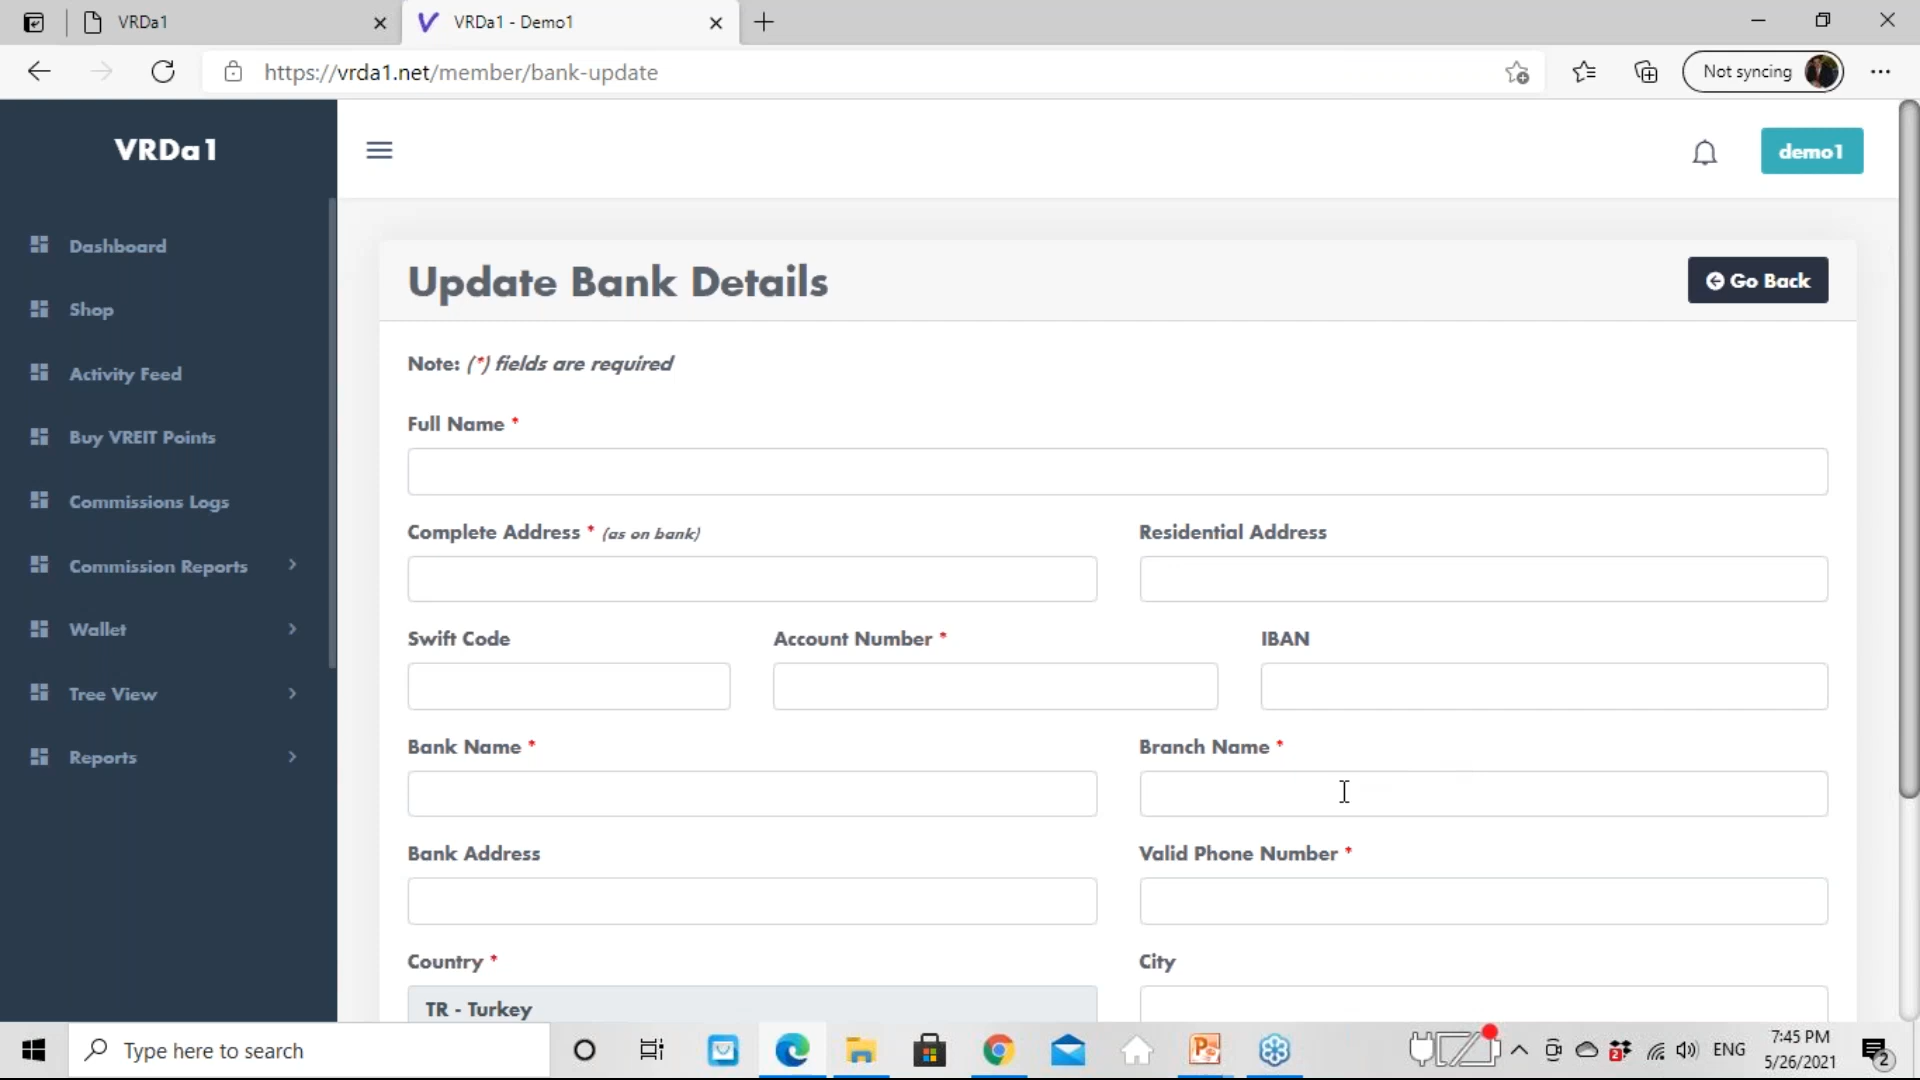 VRDa1
VRDa1 - Demo1
https://vrda1.net/member/bank-update
Not syncing
VRDa1
demo1
Dashboard
Shop
Activity Feed
Buy VREIT Points
Commissions Logs
Commission Reports
Wallet
Tree View
Reports
Update Bank Details
Go Back
Note: (*) fields are required
Full Name *
Complete Address * (as on bank)
Residential Address
Swift Code
Account Number *
IBAN
Bank Name *
Branch Name *
Bank Address
Valid Phone Number *
Country *
City
TR - Turkey
Type here to search
2
ENG
7:45 PM
5/26/2021
2